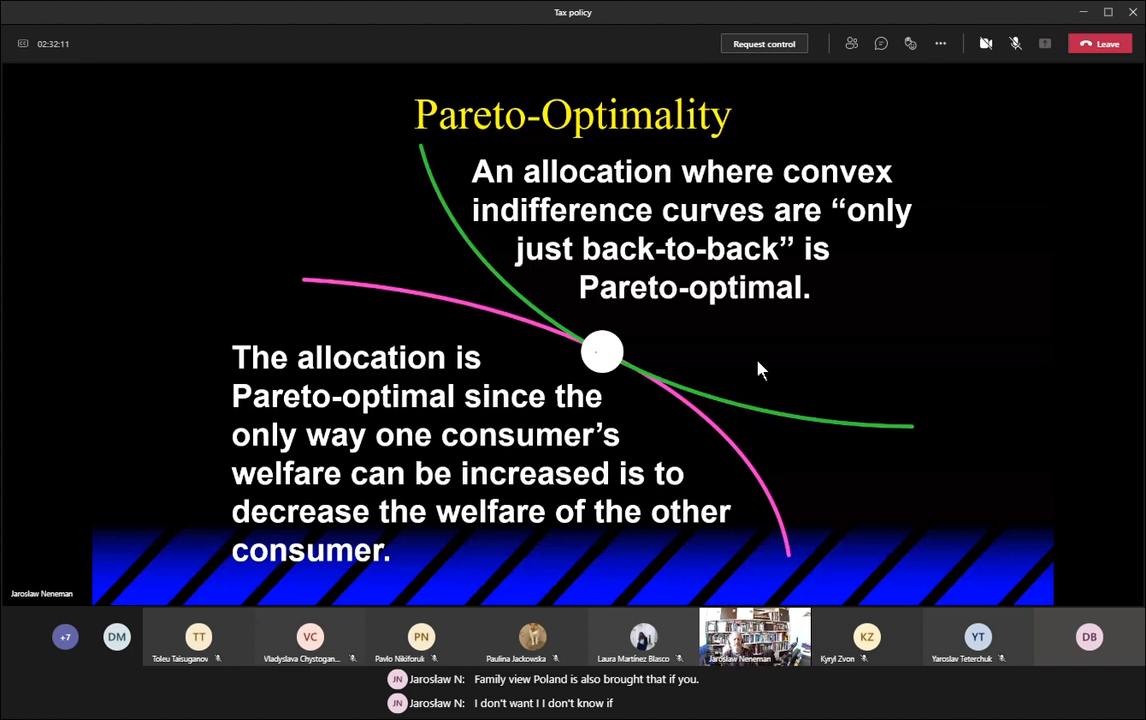 Tax policy
02:32:11
Request control
Leave
Pareto-Optimality
An allocation where convex
indifference curves are “only
just back-to-back” is
Pareto-optimal.
The allocation is
Pareto-optimal since the
only way one consumer’s
welfare can be increased is to
decrease the welfare of the other
consumer.
Jarosław Neneman
+7
DM
TT
Toleu Taisuganov
VC
Vladyslava Chystogan...
PN
Pavlo Nikiforuk
Paulina Jackowska
Laura Martínez Blasco
Jarosław Neneman
KZ
Kyryl Zvon
YT
Yaroslav Teterchuk
DB
JN Jarosław N: Family view Poland is also brought that if you.
JN Jarosław N: I don't want I I don't know if